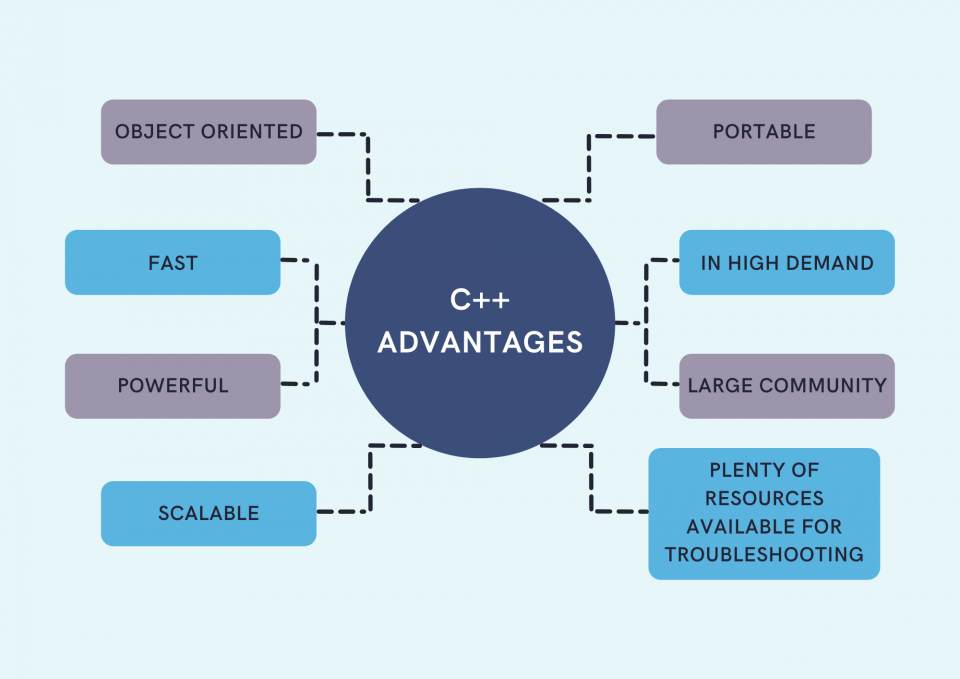 OBJECT ORIENTED
PORTABLE
FAST
IN HIGH DEMAND
C++
ADVANTAGES
POWERFUL
LARGE COMMUNITY
SCALABLE
PLENTY OF
RESOURCES
AVAILABLE FOR
TROUBLESHOOTING